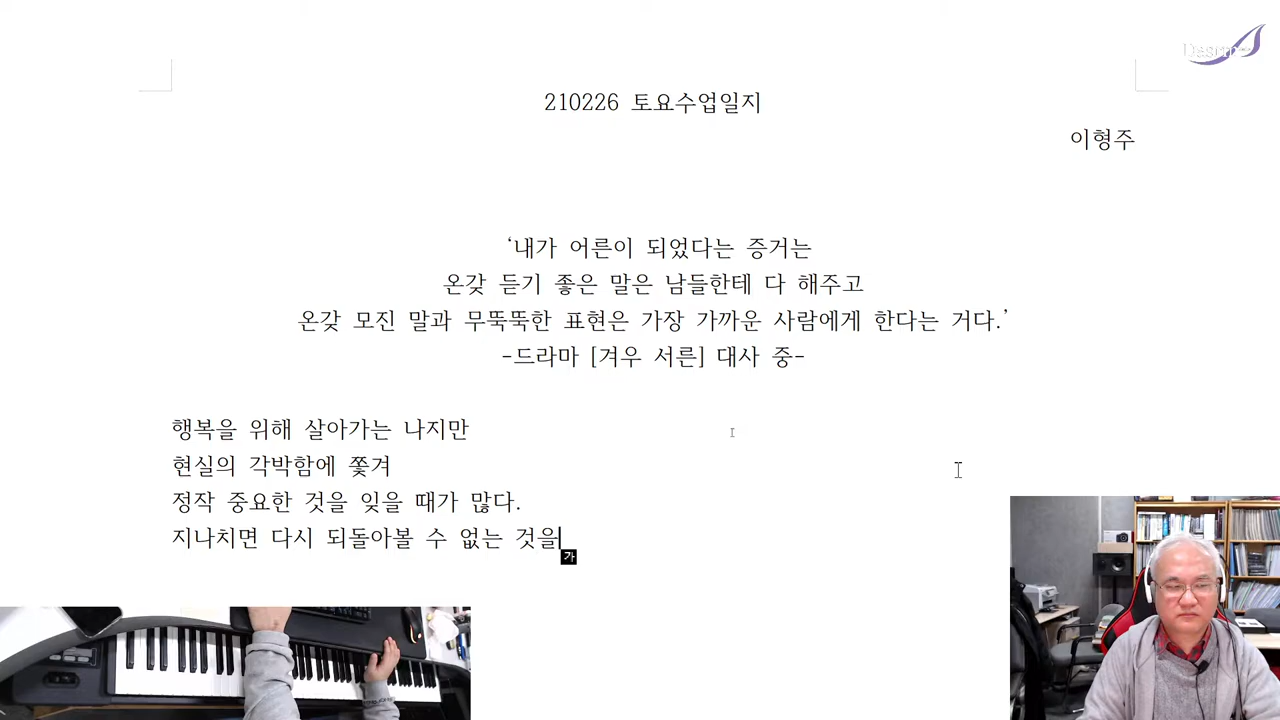 210226 토요수업일지
이형주
‘내가 어른이 되었다는 증거는
온갖 듣기 좋은 말은 남들한테 다 해주고
온갖 모진 말과 무뚝뚝한 표현은 가장 가까운 사람에게 한다는 거다.’
-드라마 [겨우 서른] 대사 중-
행복을 위해 살아가는 나지만
현실의 각박함에 쫓겨
정작 중요한 것을 잊을 때가 많다.
지나치면 다시 되돌아볼 수 없는 것을
가